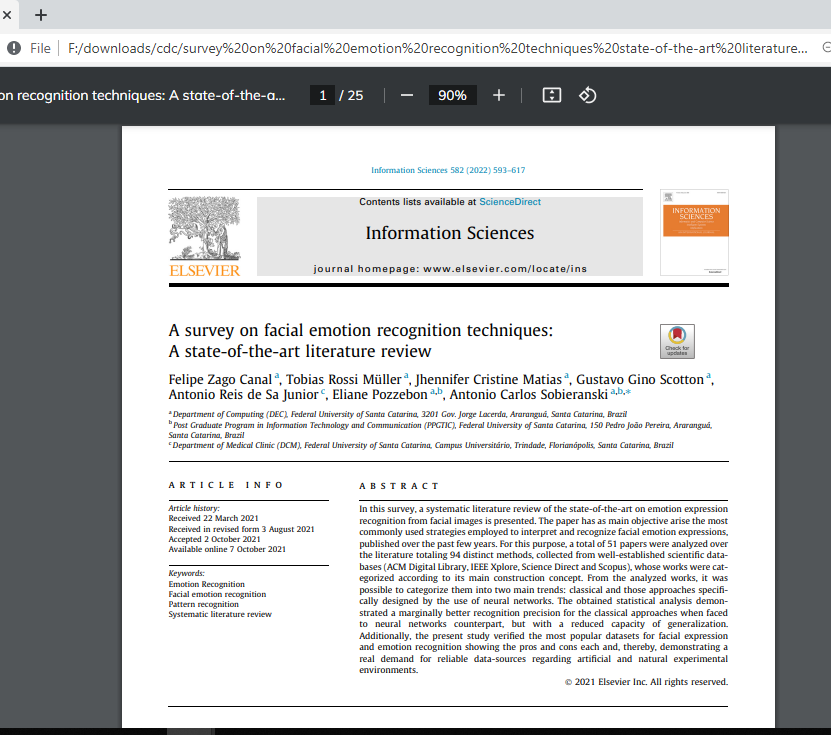 File F:/downloads/cdc/survey%20on%20facial%20emotion%20recognition%20techniques%20state-of-the-art%20literature...
on recognition techniques: A state-of-the-a... 1 / 25 90%
Information Sciences 582 (2022) 593–617
Contents lists available at ScienceDirect
Information Sciences
journal homepage: www.elsevier.com/locate/ins
ELSEVIER
INFORMATION
SCIENCES
A survey on facial emotion recognition techniques:
A state-of-the-art literature review
Check for
updates
Felipe Zago Canal a, Tobias Rossi Müller a, Jhennifer Cristine Matias a, Gustavo Gino Scotton a,
Antonio Reis de Sa Junior c, Eliane Pozzebon a,b, Antonio Carlos Sobieranski a,b,*
a Department of Computing (DEC), Federal University of Santa Catarina, 3201 Gov. Jorge Lacerda, Araranguá, Santa Catarina, Brazil
b Post Graduate Program in Information Technology and Communication (PPGTIC), Federal University of Santa Catarina, 150 Pedro João Pereira, Araranguá,
Santa Catarina, Brazil
c Department of Medical Clinic (DCM), Federal University of Santa Catarina, Campus Universitário, Trindade, Florianópolis, Santa Catarina, Brazil
ARTICLE INFO
Article history:
Received 22 March 2021
Received in revised form 3 August 2021
Accepted 2 October 2021
Available online 7 October 2021
Keywords:
Emotion Recognition
Facial emotion recognition
Pattern recognition
Systematic literature review
ABSTRACT
In this survey, a systematic literature review of the state-of-the-art on emotion expression
recognition from facial images is presented. The paper has as main objective arise the most
commonly used strategies employed to interpret and recognize facial emotion expressions,
published over the past few years. For this purpose, a total of 51 papers were analyzed over
the literature totaling 94 distinct methods, collected from well-established scientific data-
bases (ACM Digital Library, IEEE Xplore, Science Direct and Scopus), whose works were cat-
egorized according to its main construction concept. From the analyzed works, it was
possible to categorize them into two main trends: classical and those approaches specifi-
cally designed by the use of neural networks. The obtained statistical analysis demon-
strated a marginally better recognition precision for the classical approaches when faced
to neural networks counterpart, but with a reduced capacity of generalization.
Additionally, the present study verified the most popular datasets for facial expression
and emotion recognition showing the pros and cons each and, thereby, demonstrating a
real demand for reliable data-sources regarding artificial and natural experimental
environments.
© 2021 Elsevier Inc. All rights reserved.